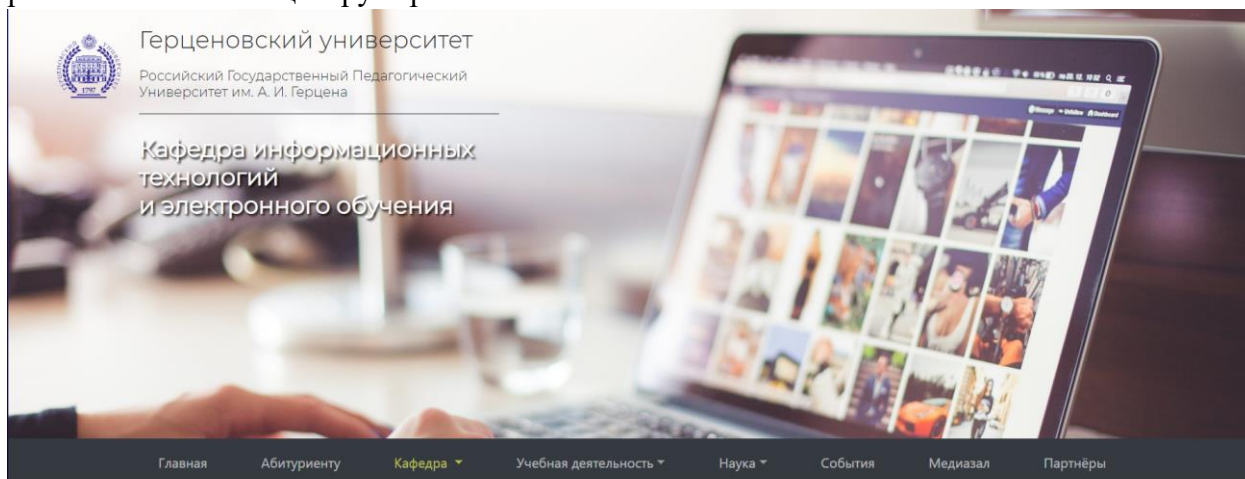 Герценовский университет
Российский Государственный Педагогический
Университет им. А. И. Герцена
Кафедра информационных
технологий
и электронного обучения
1797
Главная Абитуриенту Кафедра Учебная деятельность Наука События Медиазал Партнёры